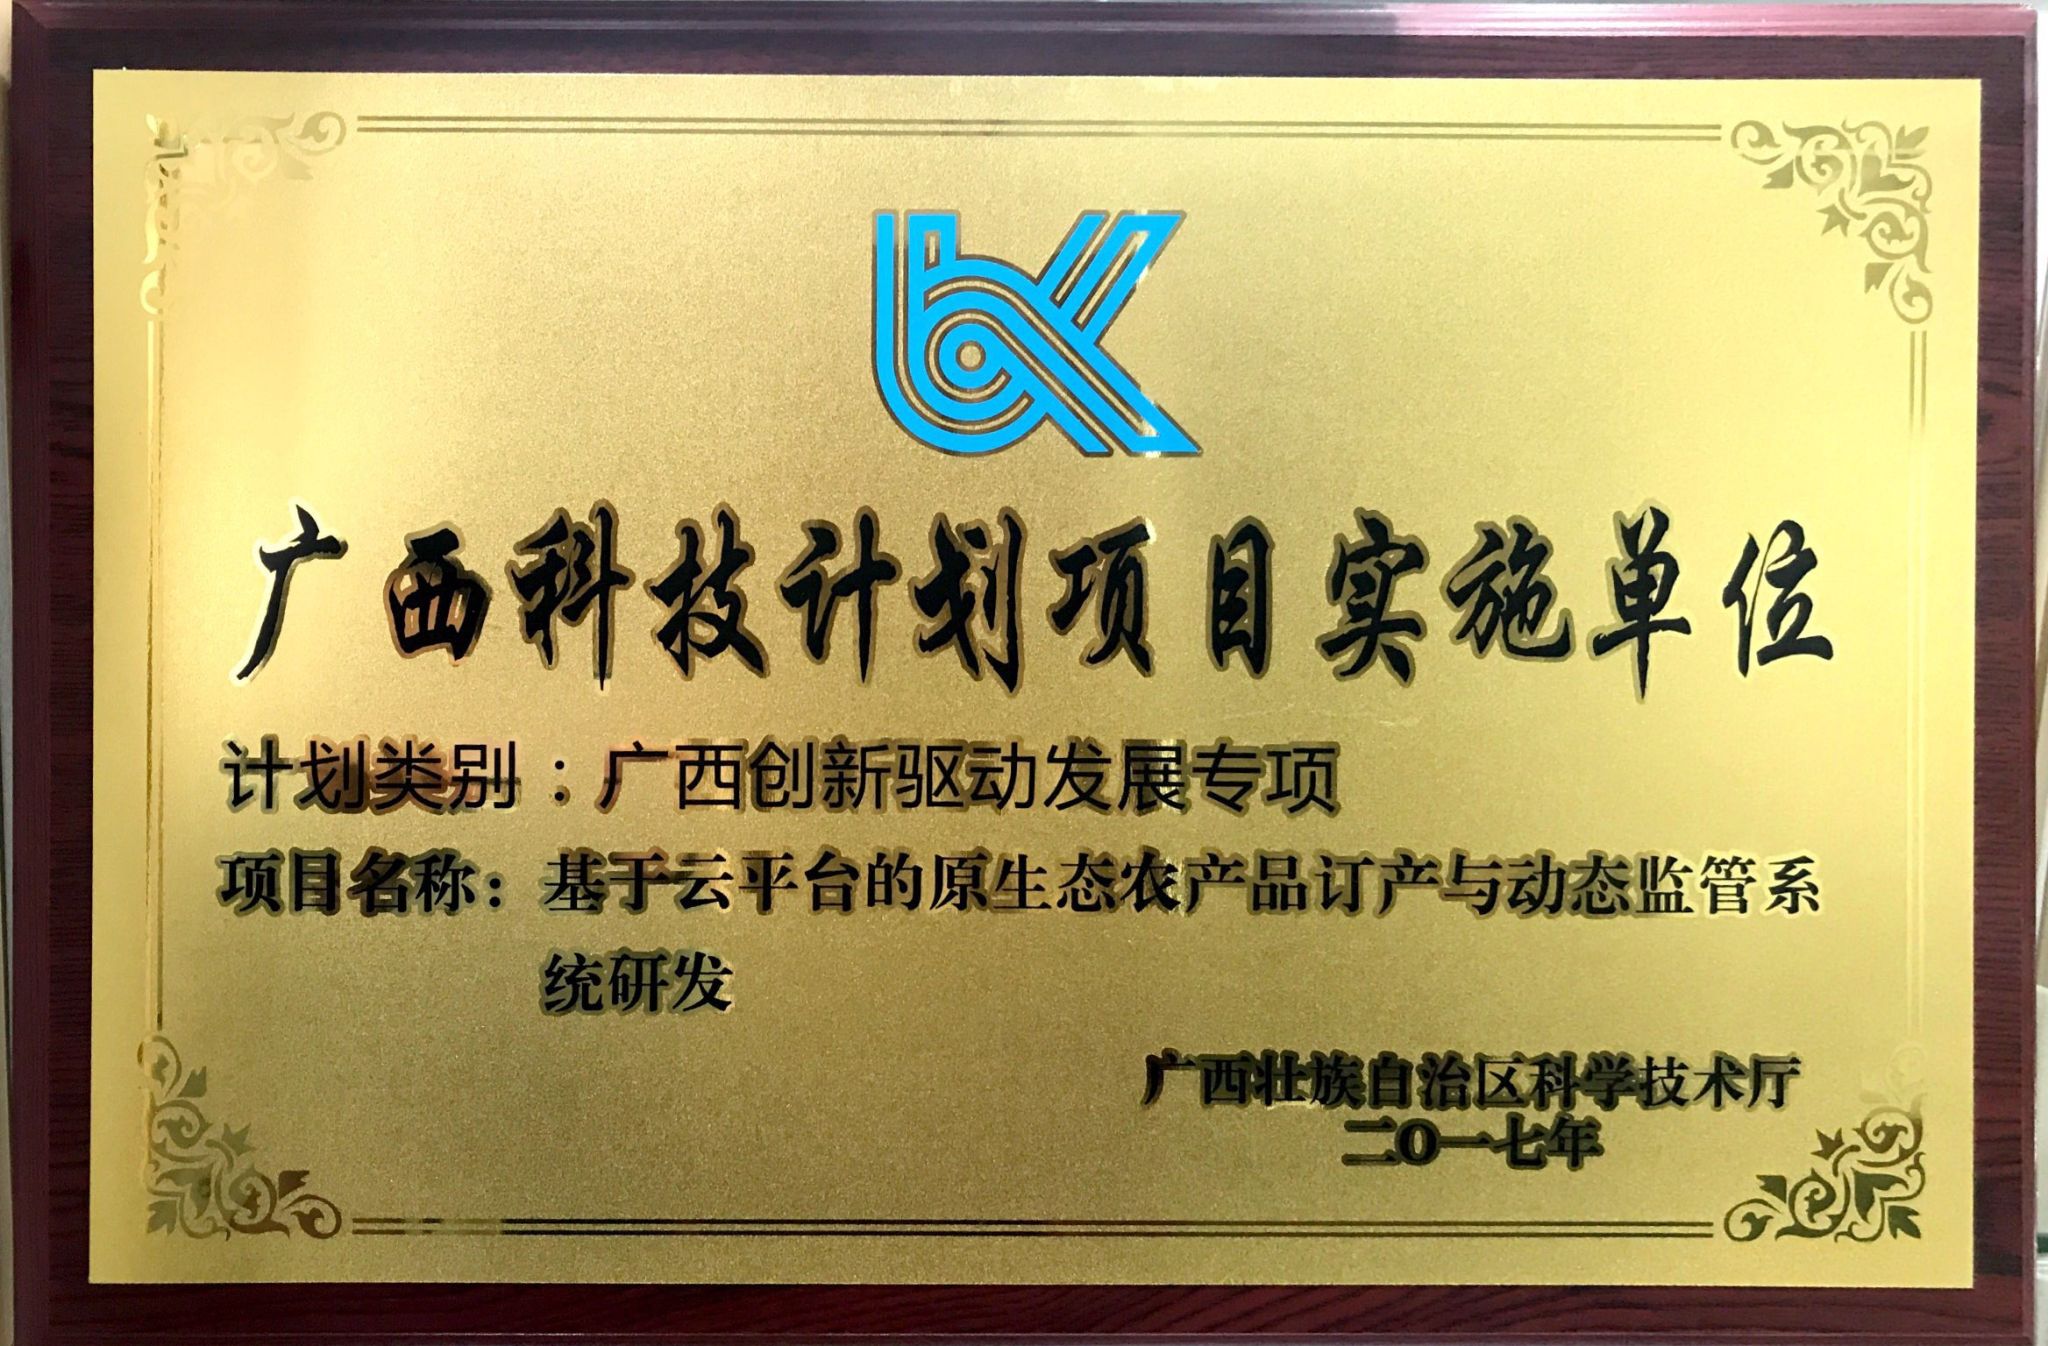 广西科技计划项目实施单位
计划类别：广西创新驱动发展专项
项目名称：基于云平台的原生态农产品订产与动态监管系
统研发
广西壮族自治区科学技术厅
二0一七年